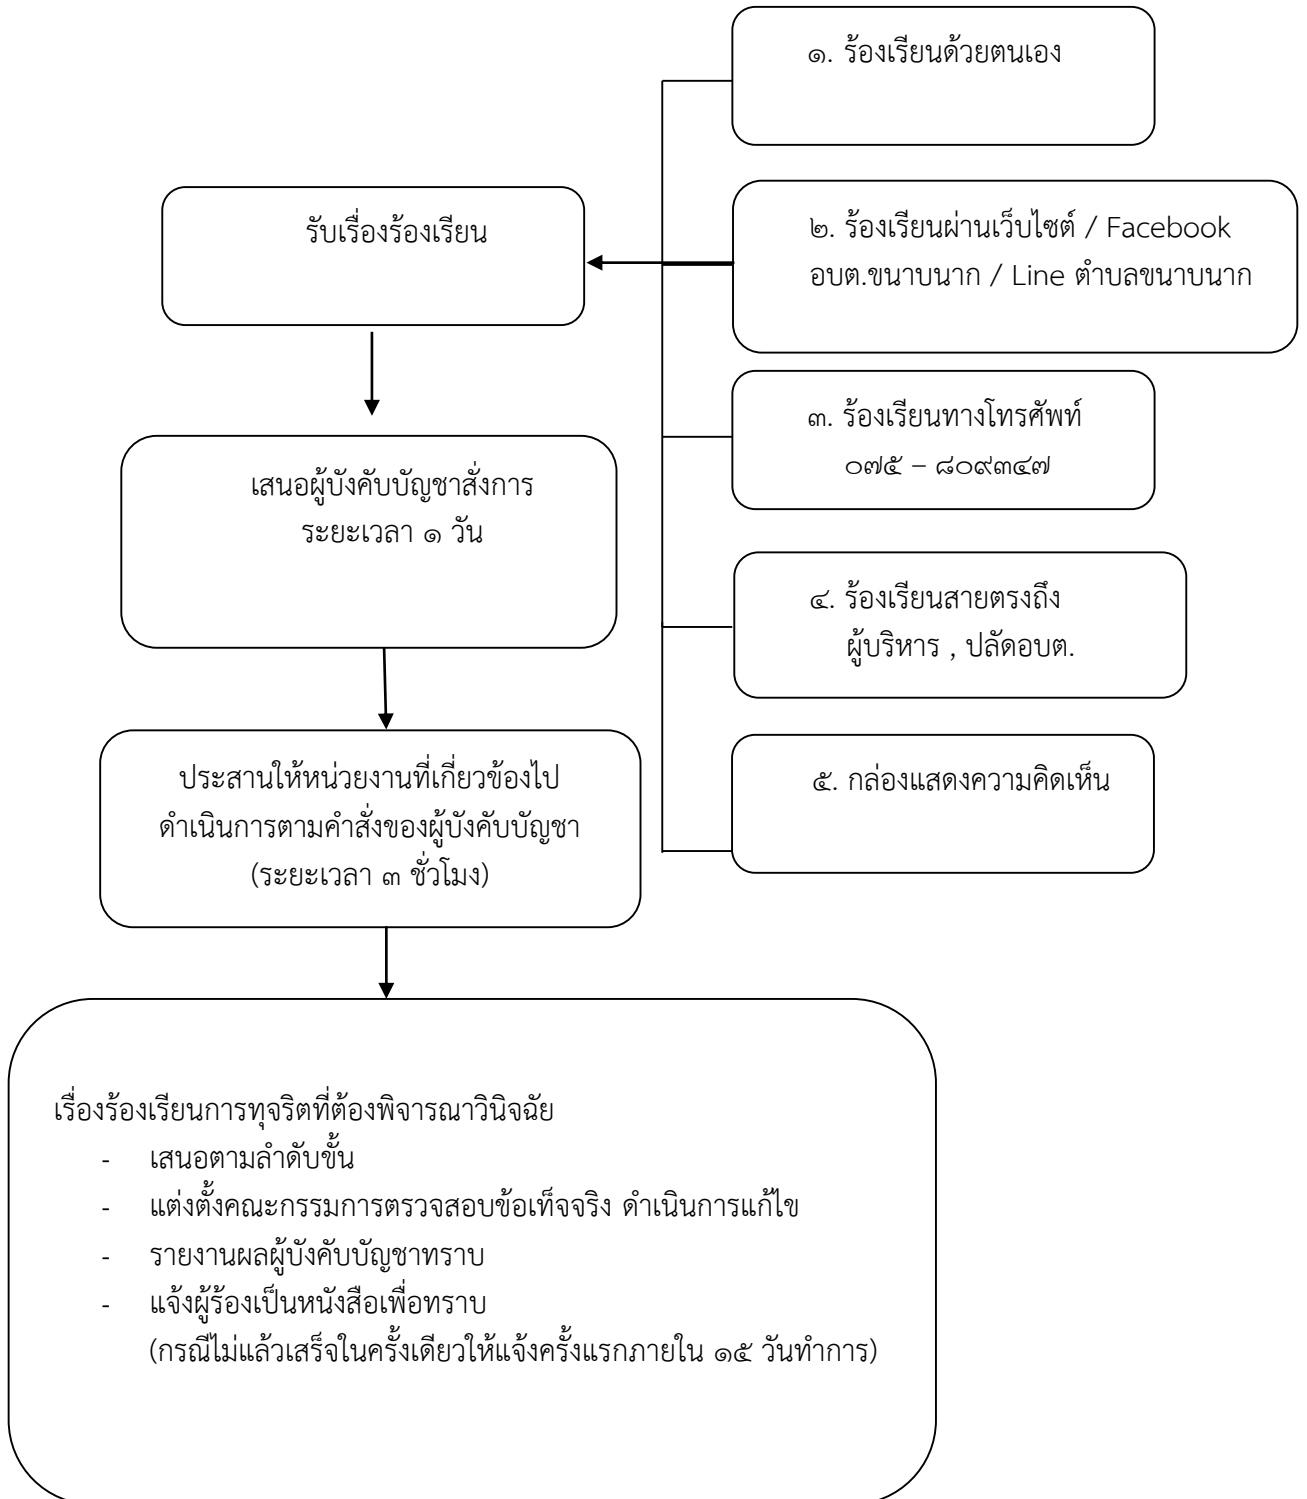 ๑. ร้องเรียนด้วยตนเอง
รับเรื่องร้องเรียน
๒. ร้องเรียนผ่านเว็บไซต์ / Facebook
อบต.ขนาบนาก / Line ตำบลขนาบนาก
๓. ร้องเรียนทางโทรศัพท์
๐๗๕ – ๘๐๙๓๔๗
เสนอผู้บังคับบัญชาสั่งการ
ระยะเวลา ๑ วัน
๔. ร้องเรียนสายตรงถึง
ผู้บริหาร , ปลัดอบต.
ประสานให้หน่วยงานที่เกี่ยวข้องไป
ดำเนินการตามคำสั่งของผู้บังคับบัญชา
(ระยะเวลา ๓ ชั่วโมง)
๕. กล่องแสดงความคิดเห็น
เรื่องร้องเรียนการทุจริตที่ต้องพิจารณาวินิจฉัย
- เสนอตามลำดับขั้น
- แต่งตั้งคณะกรรมการตรวจสอบข้อเท็จจริง ดำเนินการแก้ไข
- รายงานผลผู้บังคับบัญชาทราบ
- แจ้งผู้ร้องเป็นหนังสือเพื่อทราบ
(กรณีไม่แล้วเสร็จในครั้งเดียวให้แจ้งครั้งแรกภายใน ๑๕ วันทำการ)